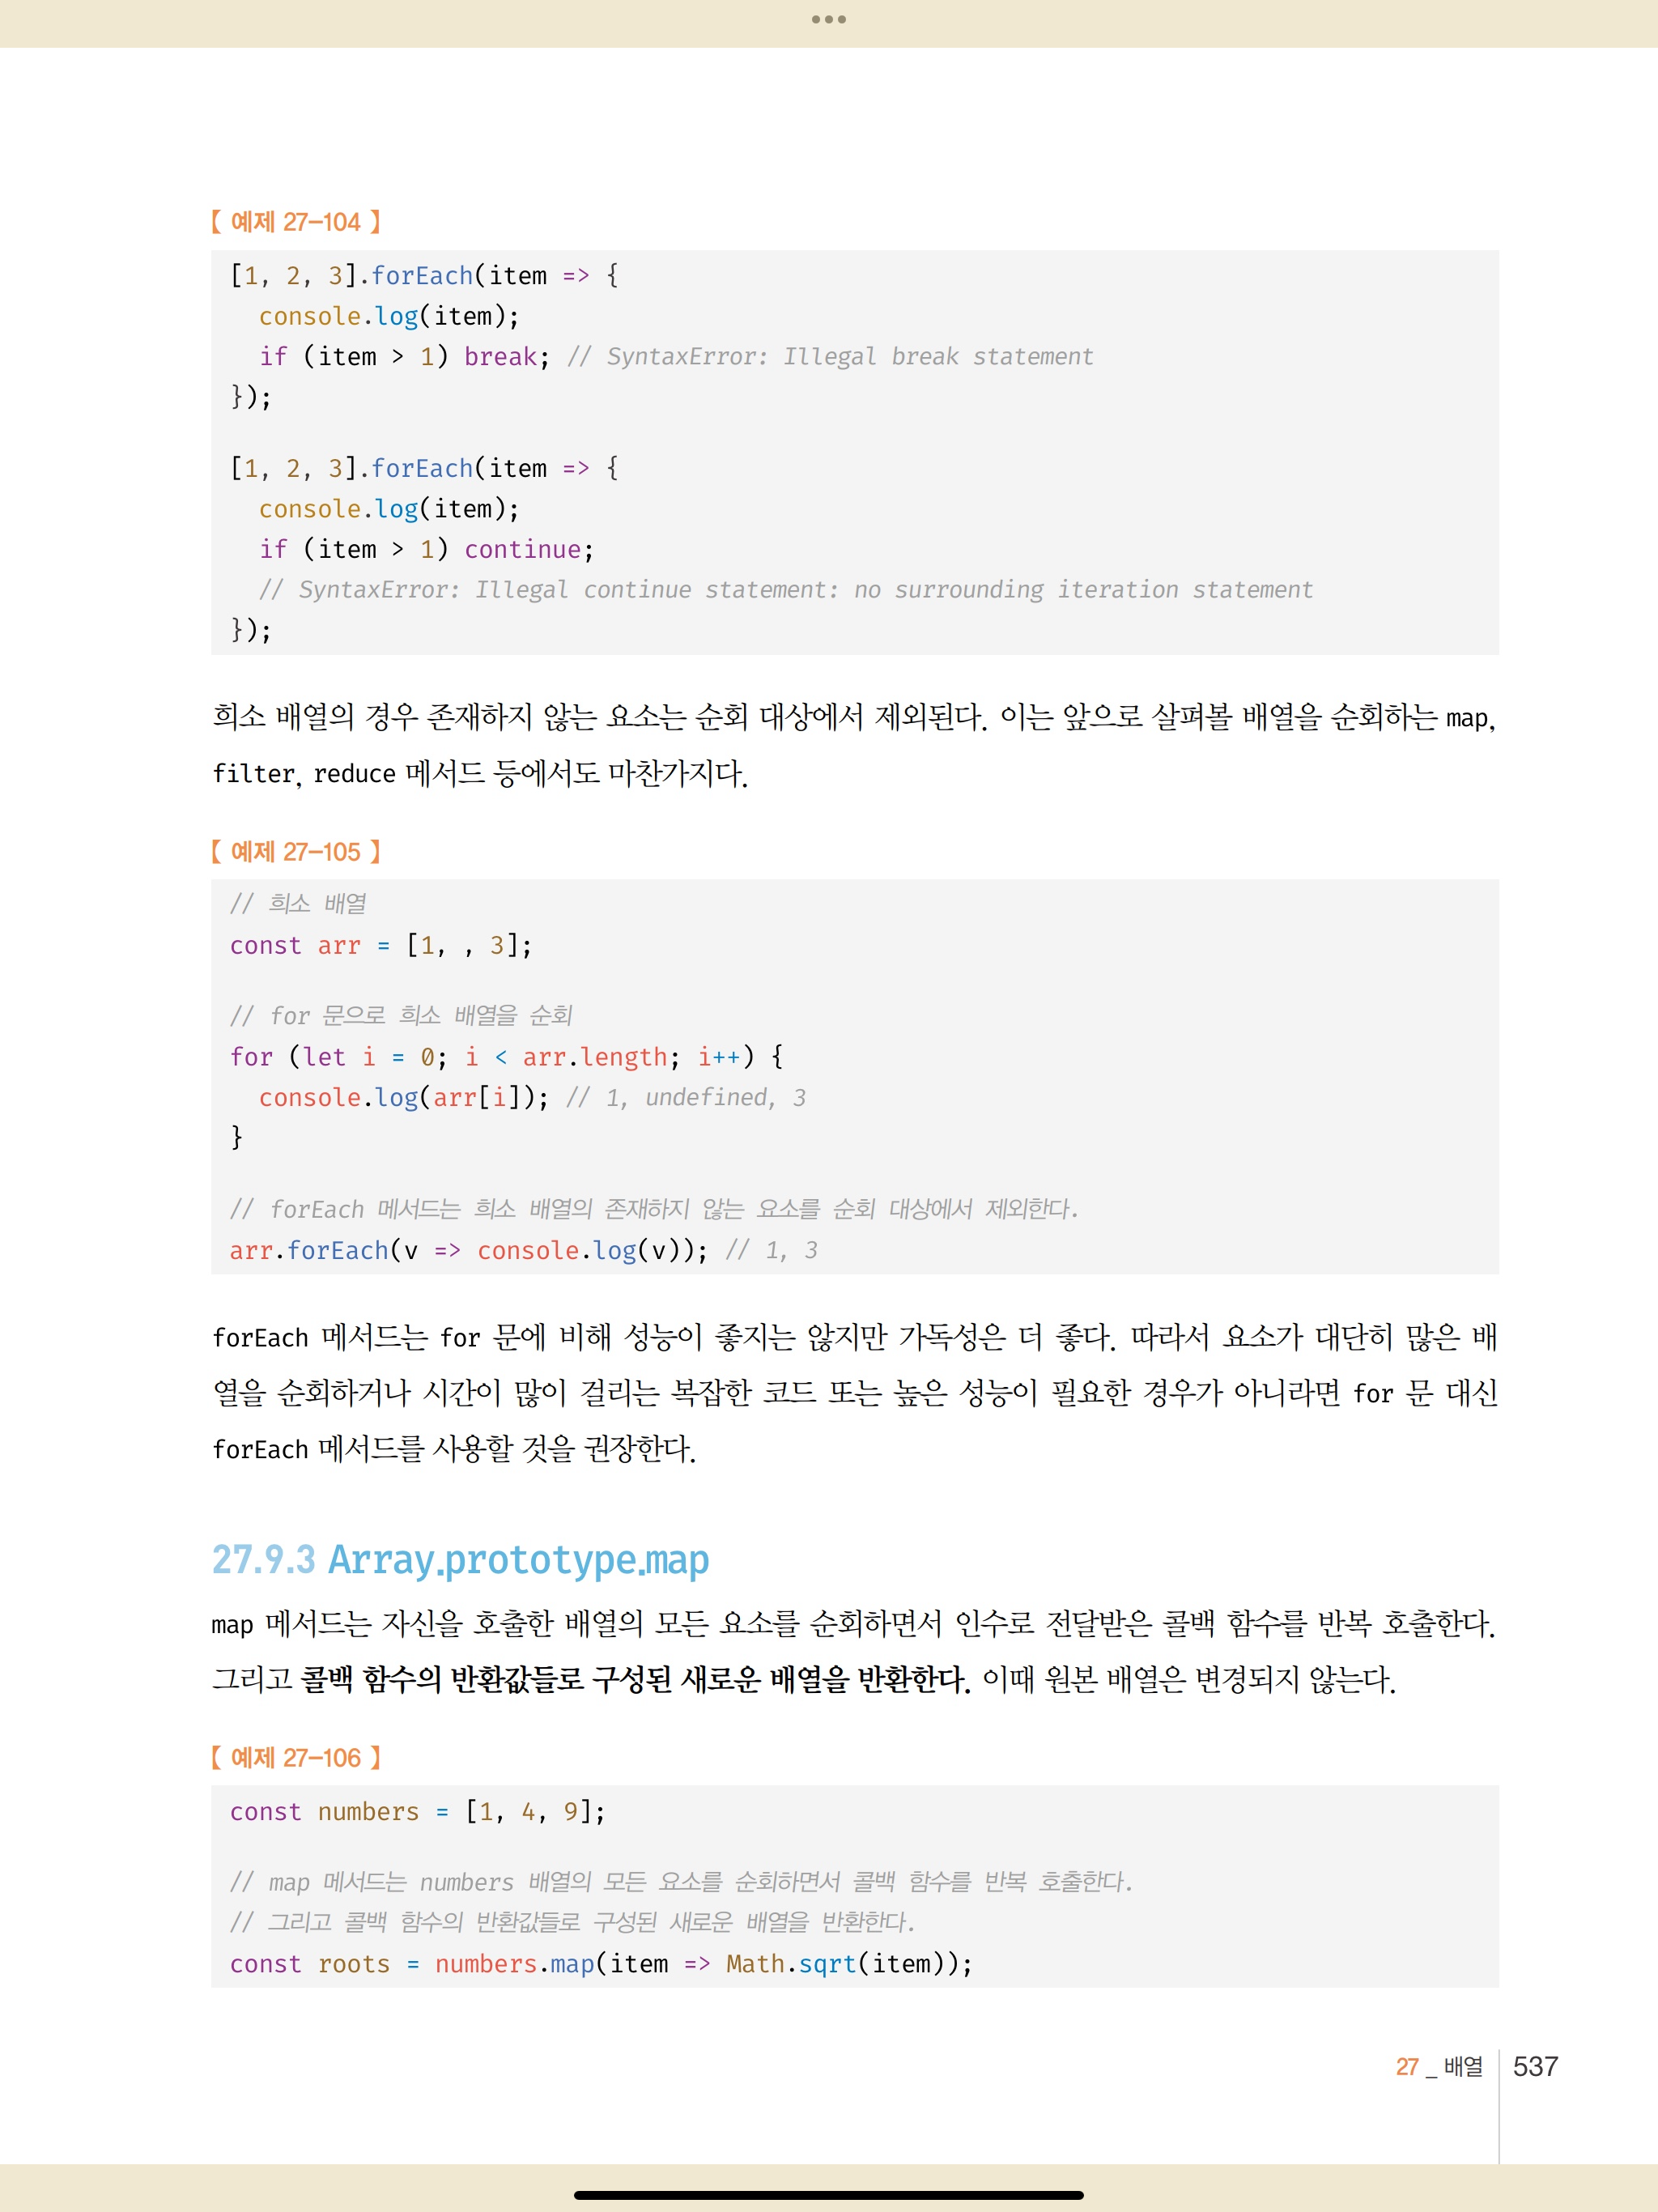 【 예제 27-104 】
[1, 2, 3].forEach(item => {
  console.log(item);
  if (item > 1) break; // SyntaxError: Illegal break statement
});

[1, 2, 3].forEach(item => {
  console.log(item);
  if (item > 1) continue;
  // SyntaxError: Illegal continue statement: no surrounding iteration statement
});
희소 배열의 경우 존재하지 않는 요소는 순회 대상에서 제외된다. 이는 앞으로 살펴볼 배열을 순회하는 map,
filter, reduce 메서드 등에서도 마찬가지다.
【 예제 27-105 】
// 희소 배열
const arr = [1, , 3];

// for 문으로 희소 배열을 순회
for (let i = 0; i < arr.length; i++) {
  console.log(arr[i]); // 1, undefined, 3
}

// forEach 메서드는 희소 배열의 존재하지 않는 요소를 순회 대상에서 제외한다.
arr.forEach(v => console.log(v)); // 1, 3
forEach 메서드는 for 문에 비해 성능이 좋지는 않지만 가독성은 더 좋다. 따라서 요소가 대단히 많은 배
열을 순회하거나 시간이 많이 걸리는 복잡한 코드 또는 높은 성능이 필요한 경우가 아니라면 for 문 대신
forEach 메서드를 사용할 것을 권장한다.
27.9.3 Array.prototype.map
map 메서드는 자신을 호출한 배열의 모든 요소를 순회하면서 인수로 전달받은 콜백 함수를 반복 호출한다.
그리고 콜백 함수의 반환값들로 구성된 새로운 배열을 반환한다. 이때 원본 배열은 변경되지 않는다.
【 예제 27-106 】
const numbers = [1, 4, 9];

// map 메서드는 numbers 배열의 모든 요소를 순회하면서 콜백 함수를 반복 호출한다.
// 그리고 콜백 함수의 반환값들로 구성된 새로운 배열을 반환한다.
const roots = numbers.map(item => Math.sqrt(item));
27 _ 배열 537